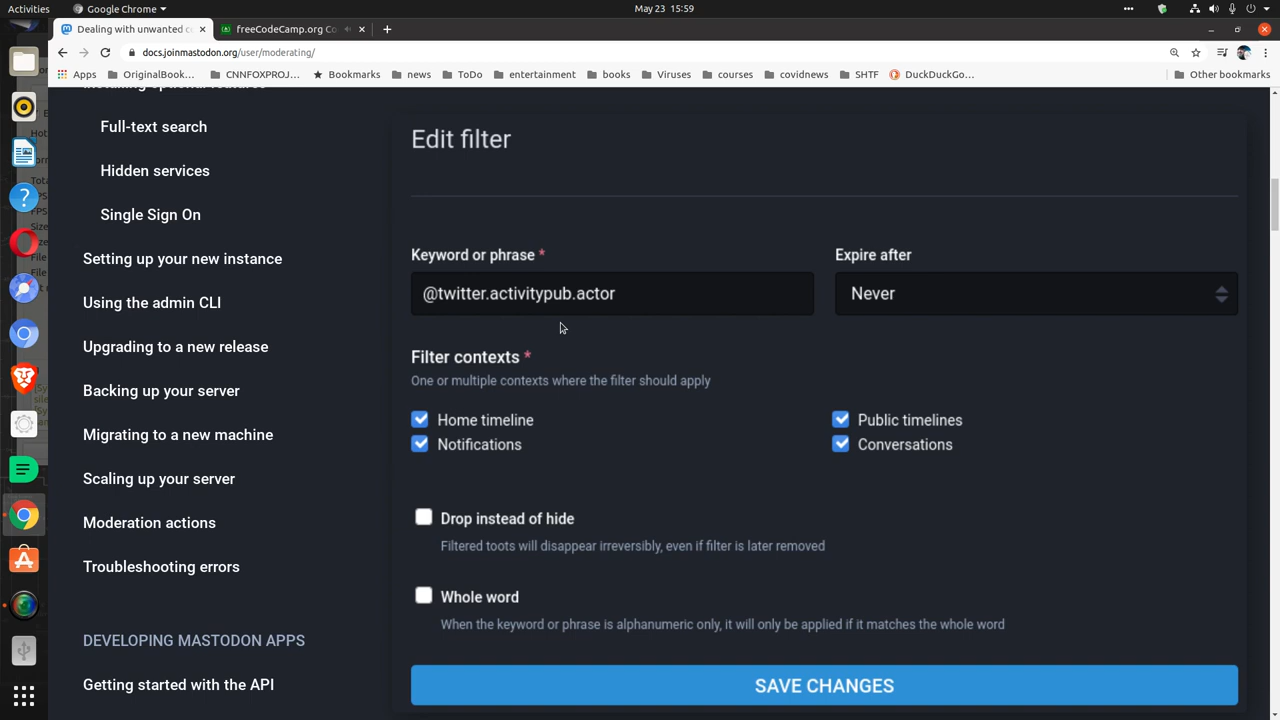 Activities
Google Chrome
May 23 15:59
Dealing with unwanted c
freeCodeCamp.org Co
docs.joinmastodon.org/user/moderating/
Apps
OriginalBook...
CNNFOXPROJ...
Bookmarks
news
ToDo
entertainment
books
Viruses
courses
covidnews
SHTF
DuckDuckGo...
Other bookmarks
Installing optional features
Full-text search
Hidden services
Single Sign On
Setting up your new instance
Using the admin CLI
Upgrading to a new release
Backing up your server
Migrating to a new machine
Scaling up your server
Moderation actions
Troubleshooting errors
DEVELOPING MASTODON APPS
Getting started with the API
Edit filter
Keyword or phrase *
Expire after
@twitter.activitypub.actor
Never
Filter contexts *
One or multiple contexts where the filter should apply
Home timeline
Public timelines
Notifications
Conversations
Drop instead of hide
Filtered toots will disappear irreversibly, even if filter is later removed
Whole word
When the keyword or phrase is alphanumeric only, it will only be applied if it matches the whole word
SAVE CHANGES